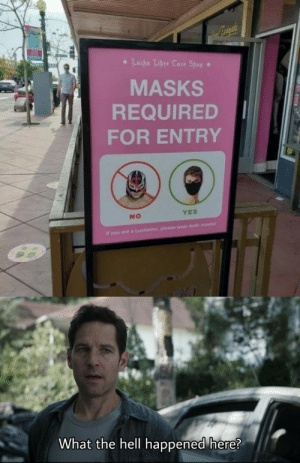 MASKS
REQUIRED
FOR ENTRY
NO
YES
What the hell happened here?